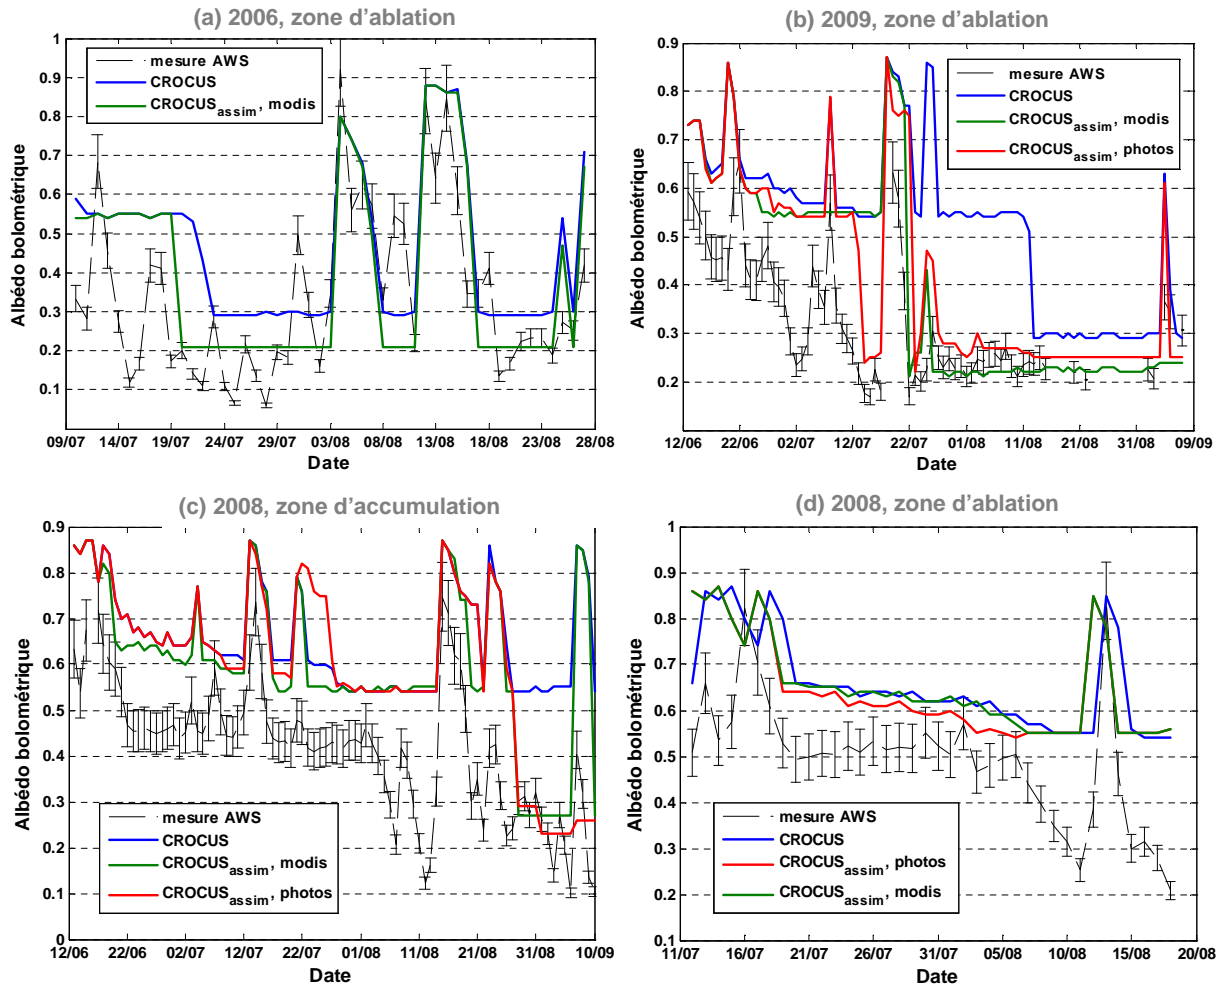 (a) 2006, zone d'ablation
Albédo bolométrique
1
0.9
0.8
0.7
0.6
0.5
0.4
0.3
0.2
0.1
mesure AWS
CROCUS
CROCUSassim, modis
09/07 14/07 19/07 24/07 29/07 03/08 08/08 13/08 18/08 23/08 28/08
Date
(b) 2009, zone d'ablation
Albédo bolométrique
0.9
0.8
0.7
0.6
0.5
0.4
0.3
0.2
mesure AWS
CROCUS
CROCUSassim, modis
CROCUSassim, photos
12/06 22/06 02/07 12/07 22/07 01/08 11/08 21/08 31/08 09/09
Date
(c) 2008, zone d'accumulation
Albédo bolométrique
0.9
0.8
0.7
0.6
0.5
0.4
0.3
0.2
0.1
0
mesure AWS
CROCUS
CROCUSassim, modis
CROCUSassim, photos
12/06 22/06 02/07 12/07 22/07 01/08 11/08 21/08 31/08 10/09
Date
(d) 2008, zone d'ablation
Albédo bolométrique
1
0.9
0.8
0.7
0.6
0.5
0.4
0.3
0.2
0.1
mesure AWS
CROCUS
CROCUSassim, photos
CROCUSassim, modis
11/07 16/07 21/07 26/07 31/07 05/08 10/08 15/08 20/08
Date